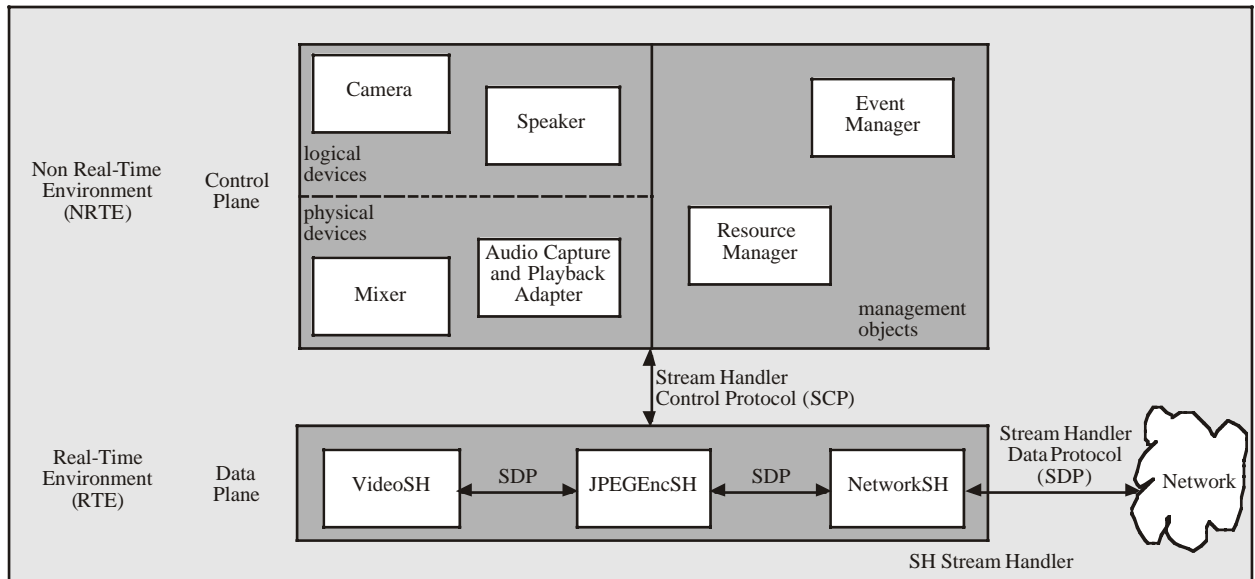 Camera
Speaker
Event
Manager
logical
devices
Non Real-Time
Environment
(NRTE)
Control
Plane
physical
devices
Mixer
Audio Capture
and Playback
Adapter
Resource
Manager
management
objects
Stream Handler
Control Protocol (SCP)
Real-Time
Environment
(RTE)
Data
Plane
VideoSH
SDP
JPEGEncSH
SDP
NetworkSH
Stream Handler
Data Protocol
(SDP)
Network
SH Stream Handler